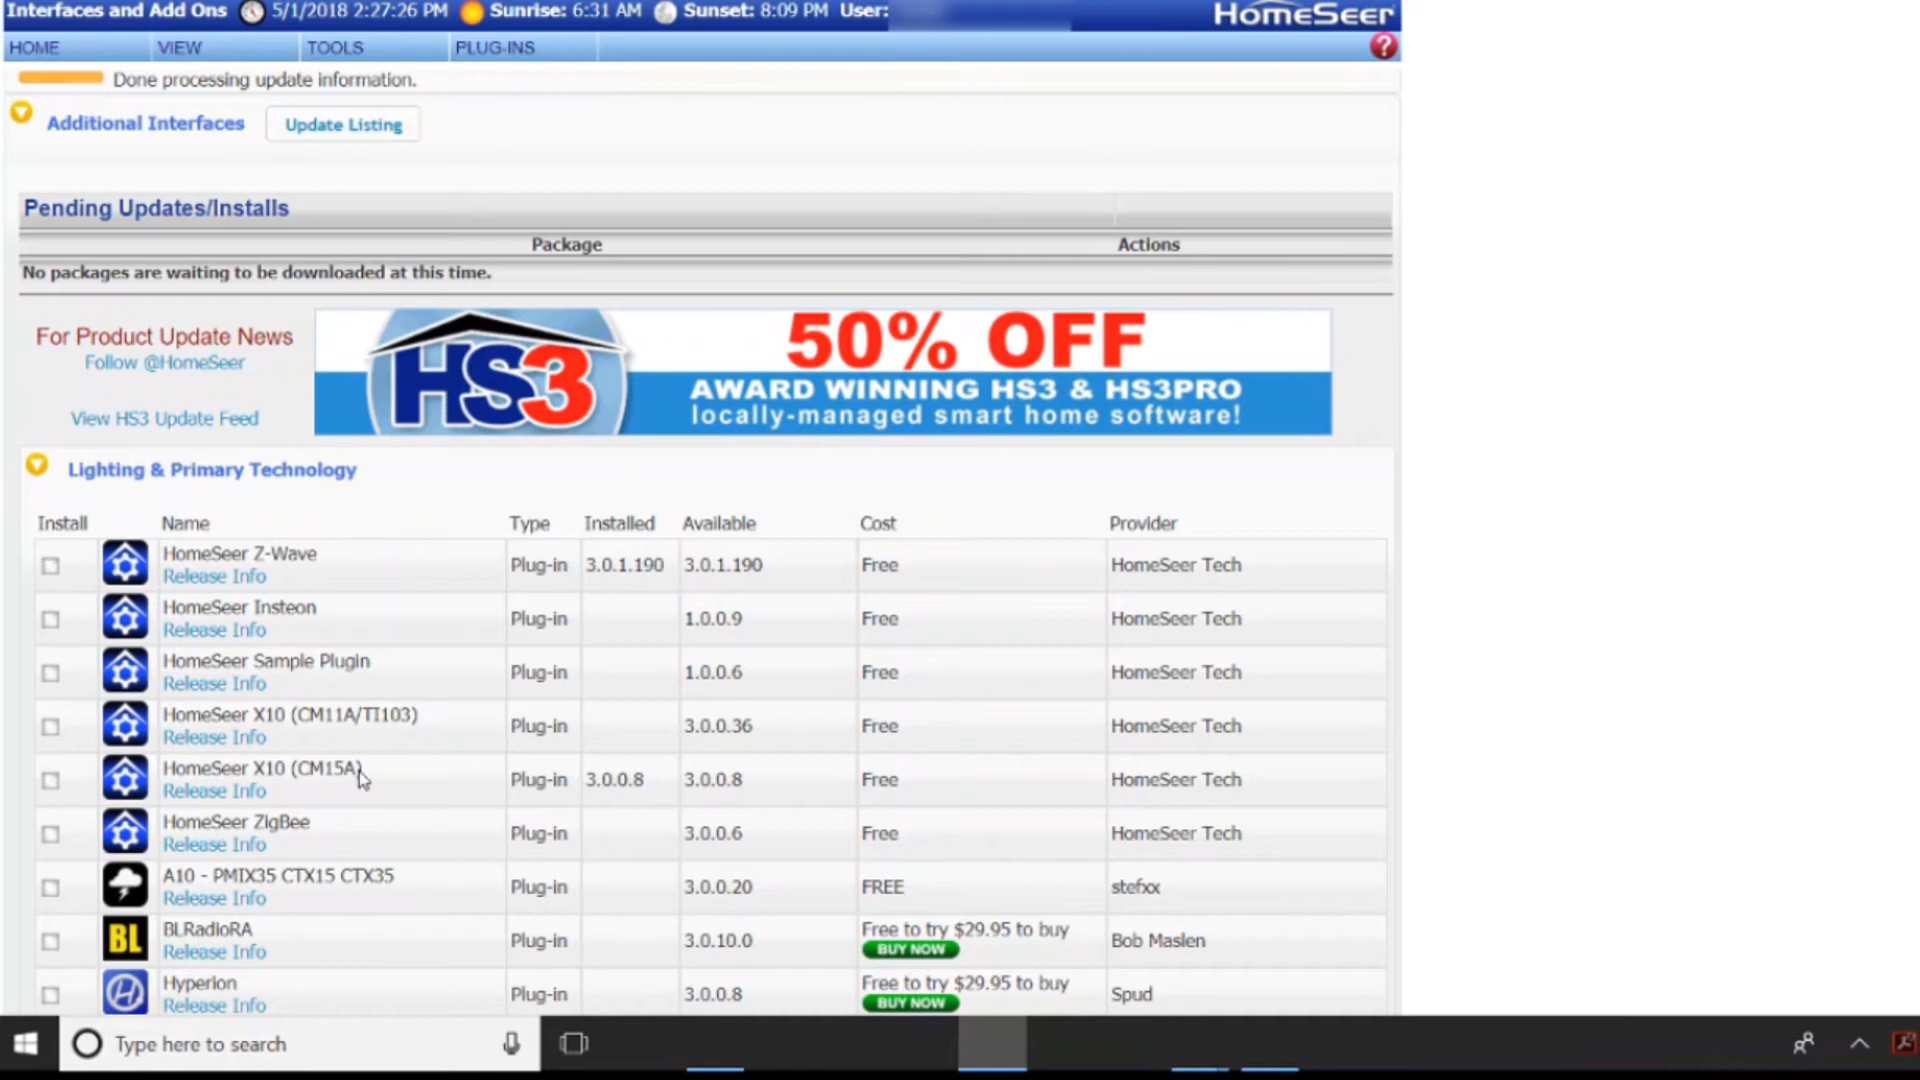 Interfaces and Add Ons 5/1/2018 2:27:26 PM Sunrise: 6:31 AM Sunset: 8:09 PM User: HomeSeer
HOME VIEW TOOLS PLUG-INS ?
Done processing update information.
Additional Interfaces Update Listing
Pending Updates/Installs
Package Actions
No packages are waiting to be downloaded at this time.
For Product Update News
Follow @HomeSeer
View HS3 Update Feed
HS3
50% OFF
AWARD WINNING HS3 & HS3PRO
locally-managed smart home software!
Lighting & Primary Technology
Install Name Type Installed Available Cost Provider
HomeSeer Z-Wave
Release Info Plug-in 3.0.1.190 3.0.1.190 Free HomeSeer Tech
HomeSeer Insteon
Release Info Plug-in 1.0.0.9 Free HomeSeer Tech
HomeSeer Sample Plugin
Release Info Plug-in 1.0.0.6 Free HomeSeer Tech
HomeSeer X10 (CM11A/TI103)
Release Info Plug-in 3.0.0.36 Free HomeSeer Tech
HomeSeer X10 (CM15A)
Release Info Plug-in 3.0.0.8 3.0.0.8 Free HomeSeer Tech
HomeSeer ZigBee
Release Info Plug-in 3.0.0.6 Free HomeSeer Tech
A10 - PMIX35 CTX15 CTX35
Release Info Plug-in 3.0.0.20 FREE stefxx
BL BLRadioRA
Release Info Plug-in 3.0.10.0 Free to try $29.95 to buy BUY NOW Bob Maslen
H Hyperion
Release Info Plug-in 3.0.0.8 Free to try $29.95 to buy BUY NOW Spud
Type here to search